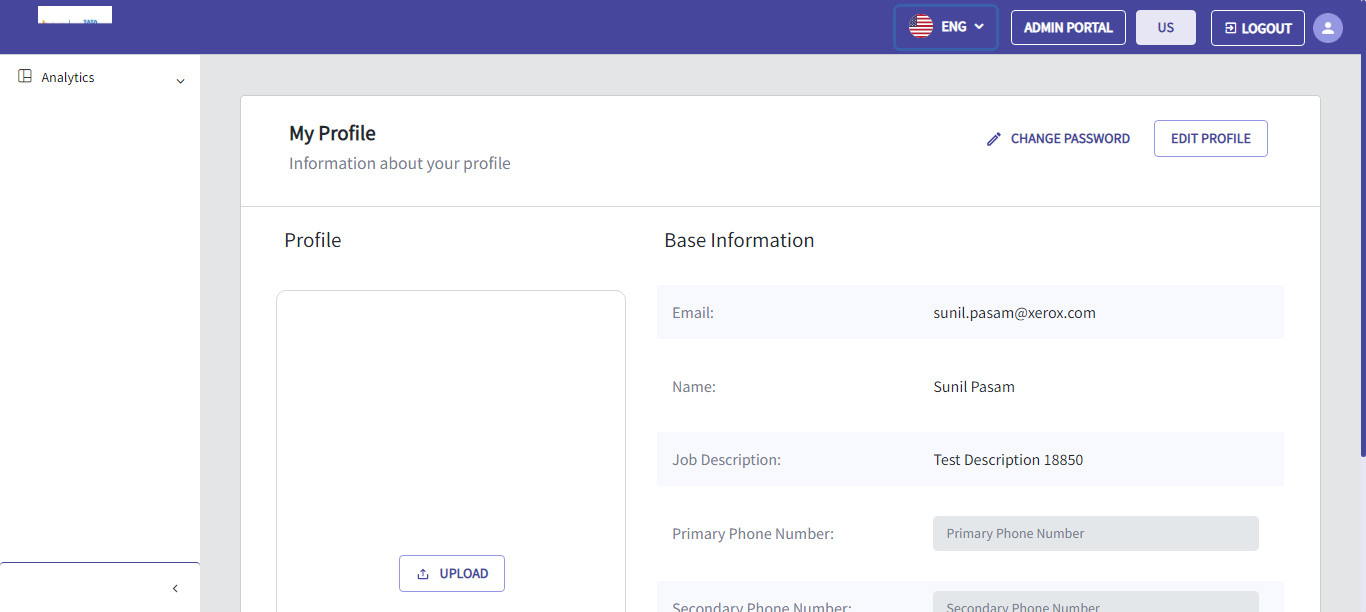 ENG
ADMIN PORTAL
US
LOGOUT
Analytics
My Profile
Information about your profile
CHANGE PASSWORD
EDIT PROFILE
Profile
Base Information
Email:
sunil.pasam@xerox.com
Name:
Sunil Pasam
Job Description:
Test Description 18850
Primary Phone Number:
Primary Phone Number
UPLOAD
Secondary Phone Number:
Secondary Phone Number